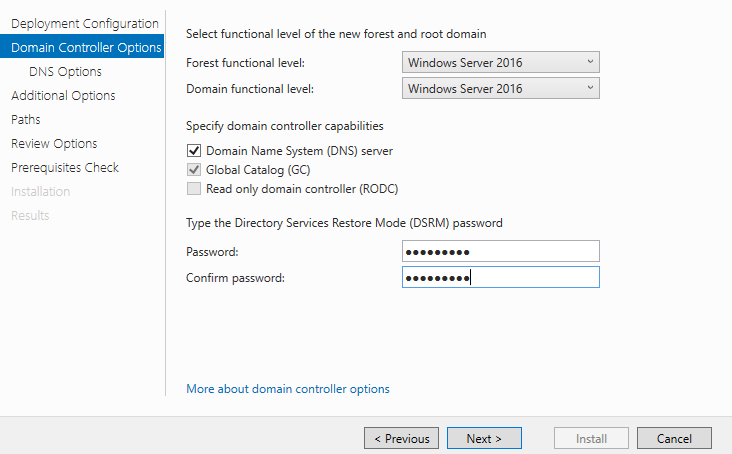 Deployment Configuration
Domain Controller Options
DNS Options
Additional Options
Paths
Review Options
Prerequisites Check
Installation
Results
Select functional level of the new forest and root domain
Forest functional level: Windows Server 2016
Domain functional level: Windows Server 2016
Specify domain controller capabilities
Domain Name System (DNS) server
Global Catalog (GC)
Read only domain controller (RODC)
Type the Directory Services Restore Mode (DSRM) password
Password: ●●●●●●●●●
Confirm password: ●●●●●●●●●
More about domain controller options
< Previous Next > Install Cancel